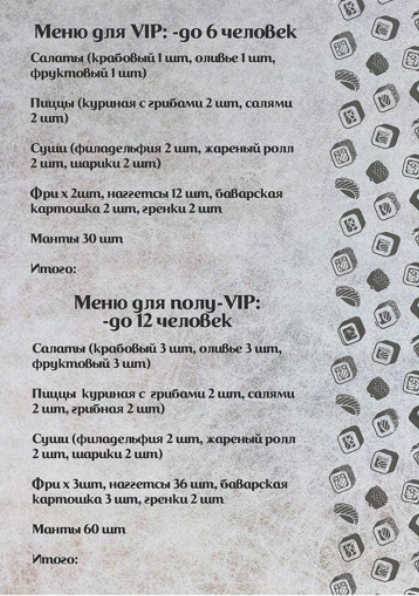 Меню для VIP: -до 6 человек
Салаты (крабовый 1 шт, оливье 1 шт,
фруктовый 1 шт)
Пиццы (куриная с грибами 2 шт, салями
2 шт)
Суши (филадельфия 2 шт, жареный ролл
2 шт, шарики 2 шт)
Фри х 2шт, наггетсы 12 шт, баварская
картошка 2 шт, гренки 2 шт
Манты 30 шт
Итого:
Меню для полу-VIP:
-до 12 человек
Салаты (крабовый 3 шт, оливье 3 шт,
фруктовый 3 шт)
Пиццы куриная с грибами 2 шт, салями
2 шт, грибная 2 шт)
Суши (филадельфия 2 шт, жареный ролл
2 шт, шарики 2 шт)
Фри х 3шт, наггетсы 36 шт, баварская
картошка 3 шт, гренки 2 шт
Манты 60 шт
Итого: